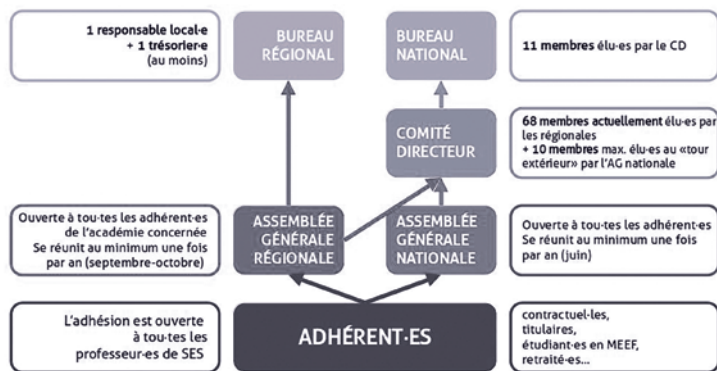 1 responsable local·e
+ 1 trésorier·e
(au moins)
BUREAU
RÉGIONAL
BUREAU
NATIONAL
11 membres élu·es par le CD
COMITÉ
DIRECTEUR
68 membres actuellement élu·es par
les régionales
+ 10 membres max. élu·es au «tour
extérieur» par l'AG nationale
Ouverte à tou·tes les adhérent·es
de l'académie concernée
Se réunit au minimum une fois
par an (septembre-octobre)
ASSEMBLÉE
GÉNÉRALE
RÉGIONALE
ASSEMBLÉE
GÉNÉRALE
NATIONALE
Ouverte à tou·tes les adhérent·es
Se réunit au minimum une fois
par an (juin)
L'adhésion est ouverte
à tou·tes les
professeur·es de SES
ADHÉRENT·ES
contractuel·les,
titulaires,
étudiant·es en MEEF,
retraité·es...